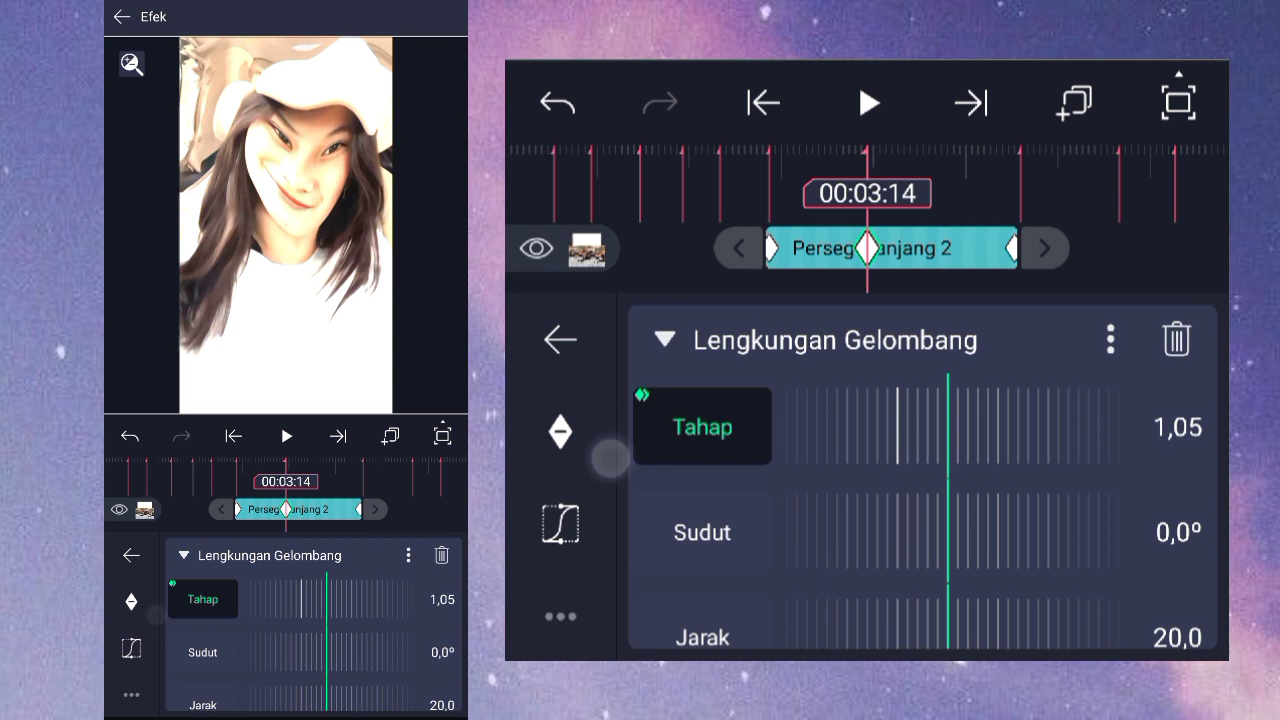 Efek
00:03:14
Perseg anjang 2
Lengkungan Gelombang
Tahap
1,05
Sudut
0,0º
Jarak
20,0
00:03:14
Perseg anjang 2
Lengkungan Gelombang
Tahap
1,05
Sudut
0,0º
Jarak
20,0